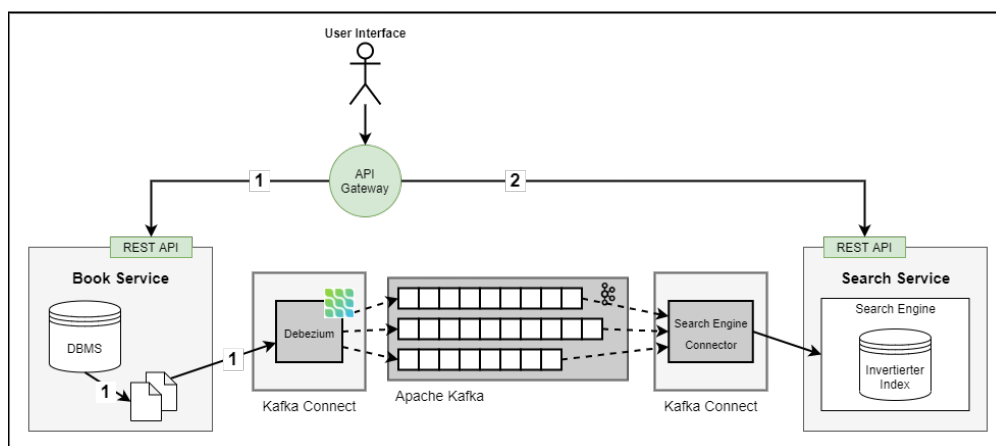 User Interface
API
Gateway
1
2
REST API
REST API
Book Service
DBMS
1
1
Debezium
Kafka Connect
Apache Kafka
Search Engine
Connector
Kafka Connect
Search Service
Search Engine
Invertierter
Index